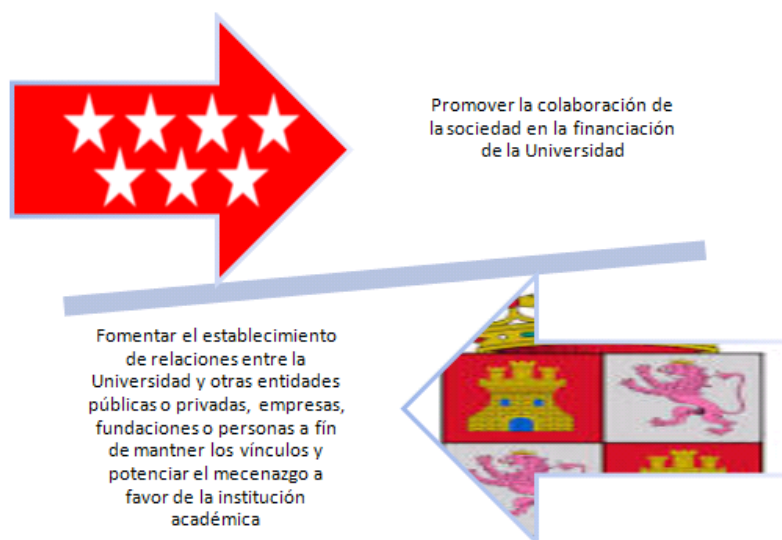 Promover la colaboración de
la sociedad en la financiación
de la Universidad
Fomentar el establecimiento
de relaciones entre la
Universidad y otras entidades
públicas o privadas, empresas,
fundaciones o personas a fín
de mantner los vínculos y
potenciar el mecenazgo a
favor de la institución
académica